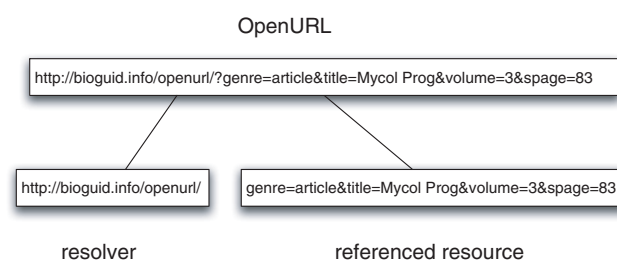 OpenURL
http://bioguid.info/openurl/?genre=article&title=Mycol Prog&volume=3&spage=83
http://bioguid.info/openurl/
genre=article&title=Mycol Prog&volume=3&spage=83
resolver
referenced resource